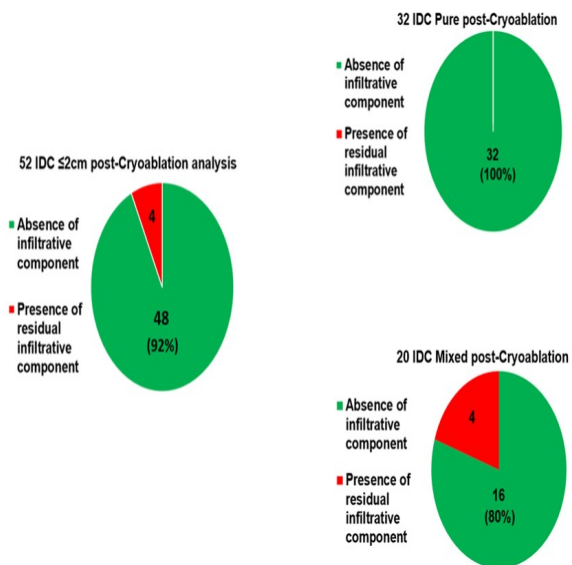 52 IDC ≤2cm post-Cryoablation analysis
Absence of
infiltrative
component
Presence of
residual
infiltrative
component
4
48
(92%)
32 IDC Pure post-Cryoablation
Absence of
infiltrative
component
Presence of
residual
infiltrative
component
32
(100%)
20 IDC Mixed post-Cryoablation
Absence of
infiltrative
component
Presence of
residual
infiltrative
component
4
16
(80%)